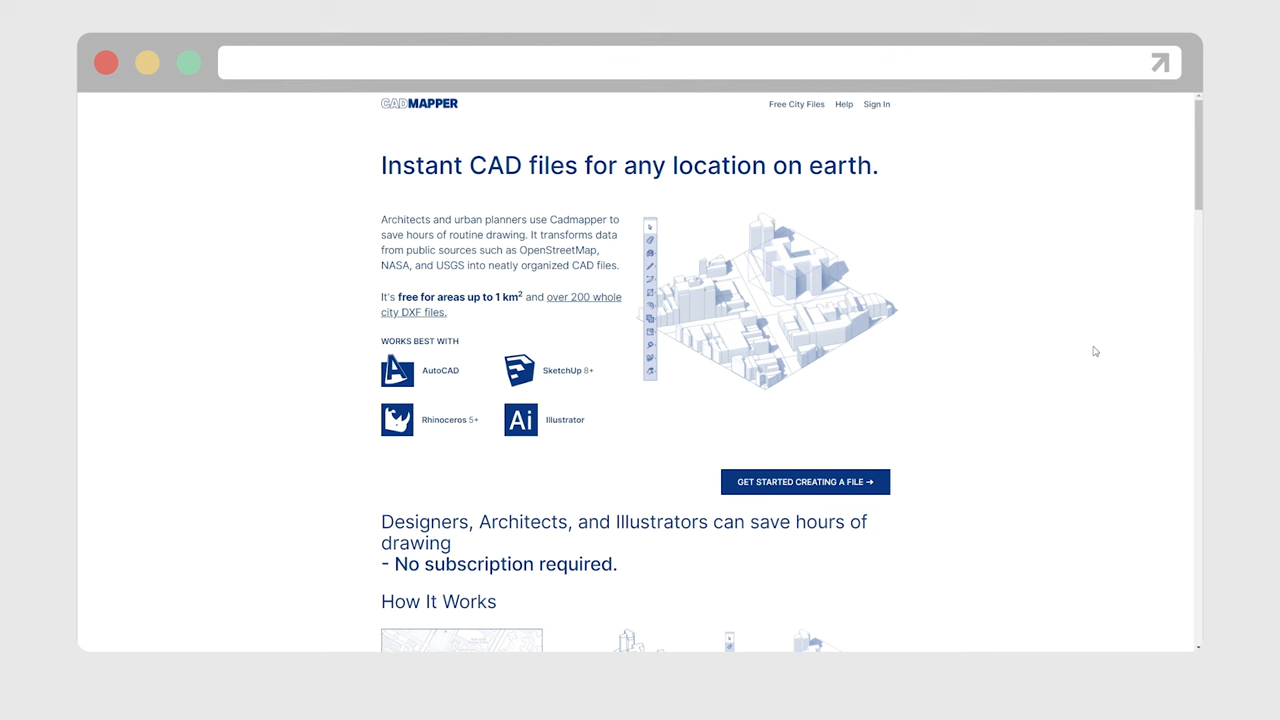 CADMAPPER
Free City Files Help Sign In
Instant CAD files for any location on earth.
Architects and urban planners use Cadmapper to
save hours of routine drawing. It transforms data
from public sources such as OpenStreetMap,
NASA, and USGS into neatly organized CAD files.
It's free for areas up to 1 km² and over 200 whole
city DXF files.
WORKS BEST WITH
AutoCAD
SketchUp 8+
Rhinoceros 5+
Ai Illustrator
GET STARTED CREATING A FILE →
Designers, Architects, and Illustrators can save hours of
drawing
- No subscription required.
How It Works